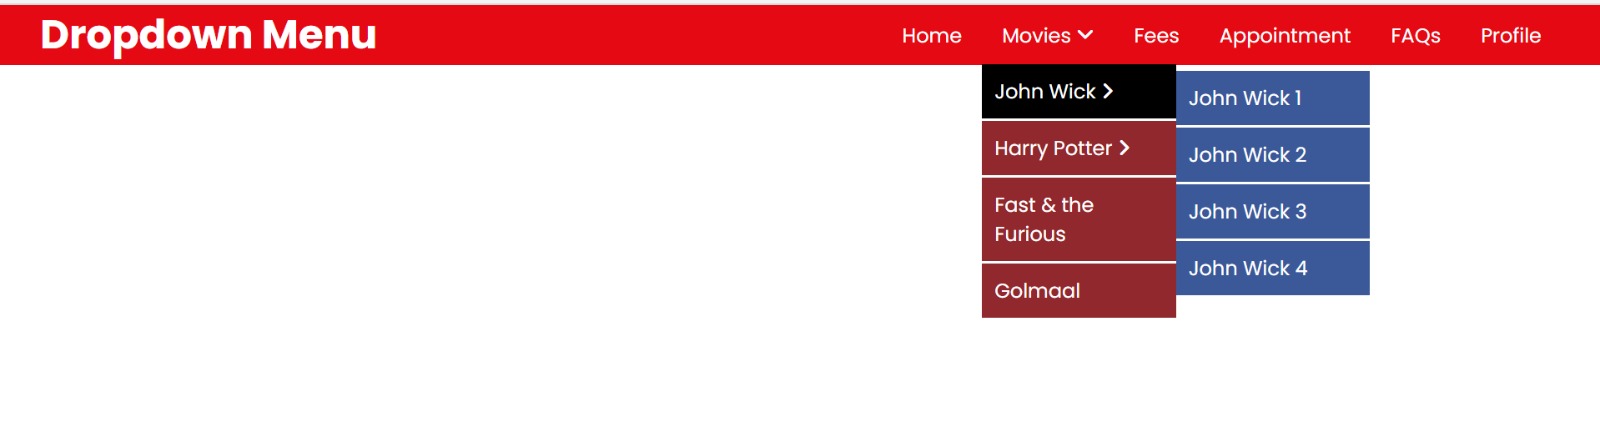 Dropdown Menu
Home Movies Fees Appointment FAQs Profile
John Wick
Harry Potter
Fast & the
Furious
Golmaal
John Wick 1
John Wick 2
John Wick 3
John Wick 4